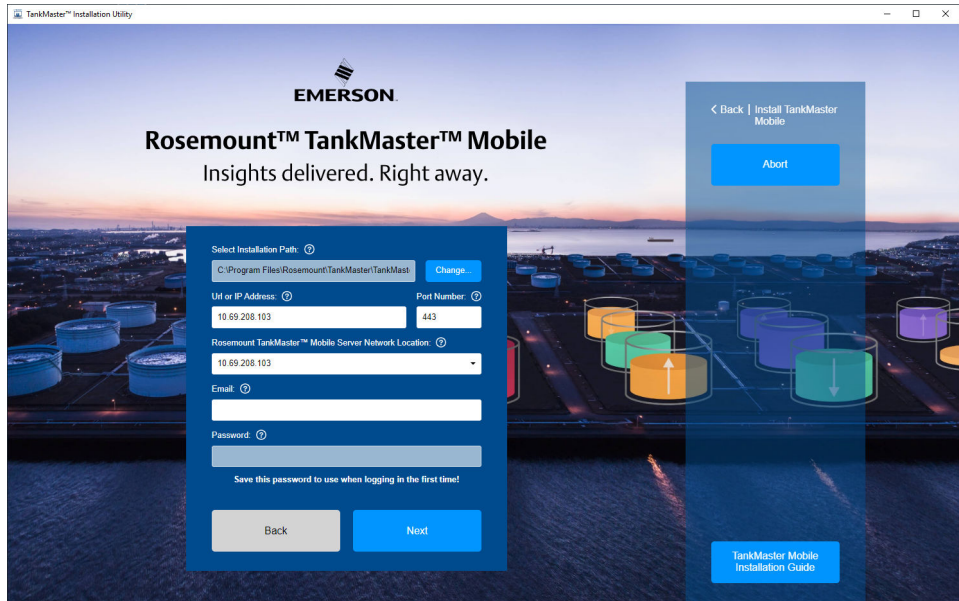 TankMaster™ Installation Utility
EMERSON
Rosemount™ TankMaster™ Mobile
Insights delivered. Right away.
Back | Install TankMaster
Mobile
Abort
Select Installation Path:
C:\Program Files\Rosemount\TankMaster\TankMast
Change...
Url or IP Address:
Port Number:
10.69.208.103
443
Rosemount TankMaster™ Mobile Server Network Location:
10.69.208.103
Email:
Password:
Save this password to use when logging in the first time!
Back
Next
TankMaster Mobile
Installation Guide